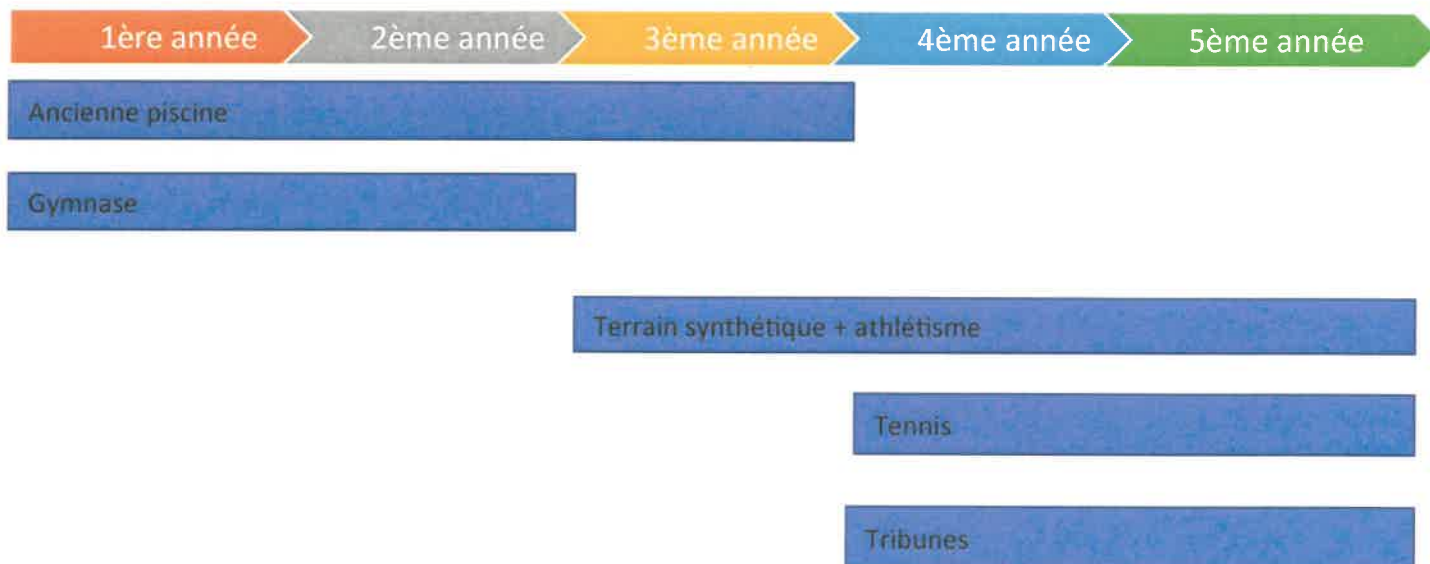 1ère année 2ème année 3ème année 4ème année 5ème année
Ancienne piscine
Gymnase
Terrain synthétique + athlétisme
Tennis
Tribunes